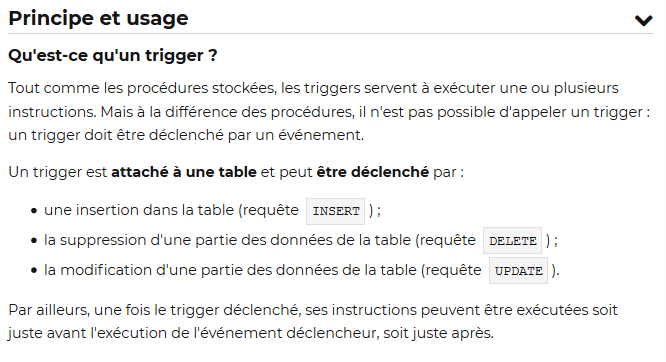 Principe et usage
Qu'est-ce qu'un trigger ?
Tout comme les procédures stockées, les triggers servent à exécuter une ou plusieurs
instructions. Mais à la différence des procédures, il n'est pas possible d'appeler un trigger :
un trigger doit être déclenché par un événement.
Un trigger est attaché à une table et peut être déclenché par :
• une insertion dans la table (requête INSERT ) ;
• la suppression d'une partie des données de la table (requête DELETE ) ;
• la modification d'une partie des données de la table (requête UPDATE ).
Par ailleurs, une fois le trigger déclenché, ses instructions peuvent être exécutées soit
juste avant l'exécution de l'événement déclencheur, soit juste après.